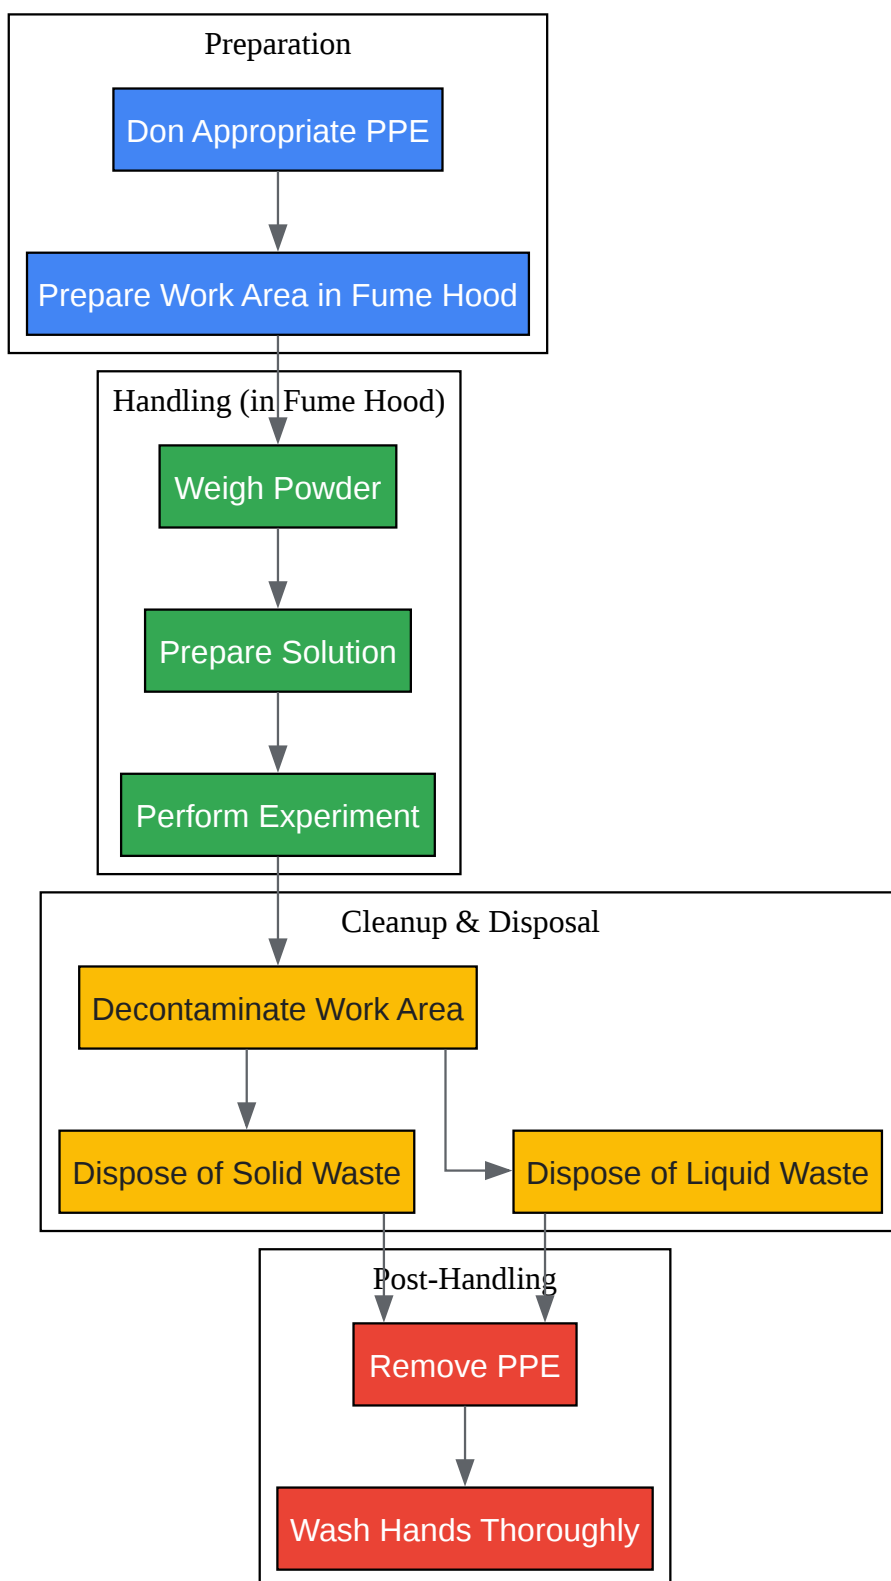 Preparation
Don Appropriate PPE
Prepare Work Area in Fume Hood
Handling (in Fume Hood)
Weigh Powder
Prepare Solution
Perform Experiment
Cleanup & Disposal
Decontaminate Work Area
Dispose of Solid Waste
Dispose of Liquid Waste
Post-Handling
Remove PPE
Wash Hands Thoroughly